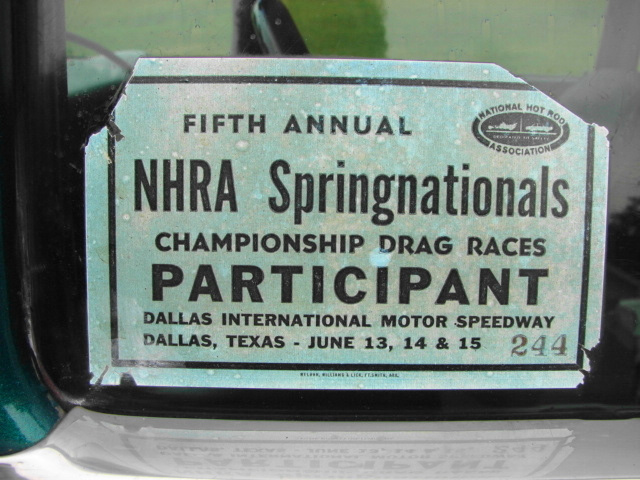 FIFTH ANNUAL
NATIONAL HOT ROD
ASSOCIATION
NHRA Springnationals
CHAMPIONSHIP DRAG RACES
PARTICIPANT
DALLAS INTERNATIONAL MOTOR SPEEDWAY
DALLAS, TEXAS - JUNE 13, 14 & 15 244